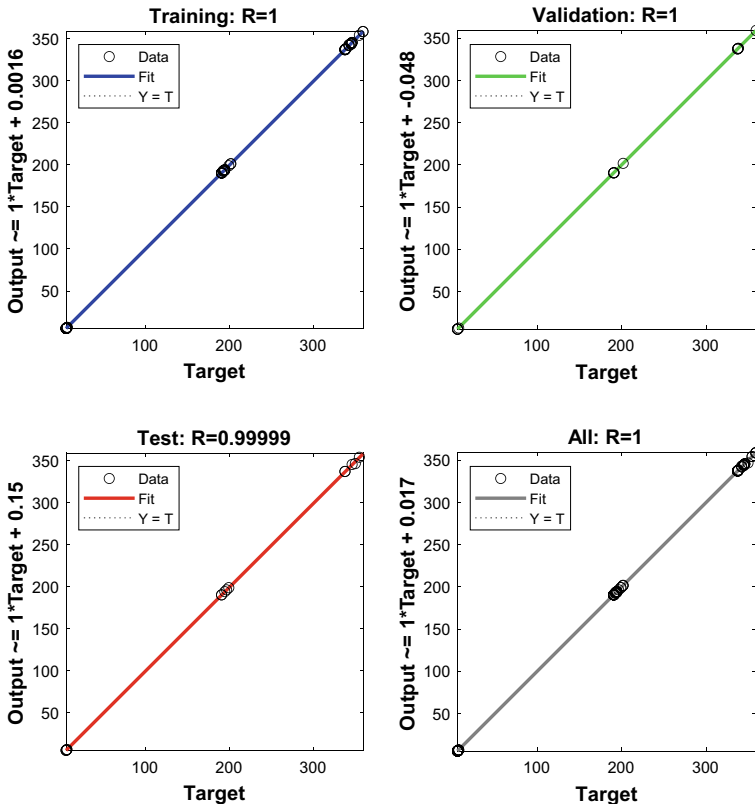 Training: R=1
Output ~= 1*Target + 0.0016
350
300
250
200
150
100
50
Data
Fit
Y = T
100
200
300
Target
Validation: R=1
Output ~= 1*Target + -0.048
350
300
250
200
150
100
50
Data
Fit
Y = T
100
200
300
Target
Test: R=0.99999
Output ~= 1*Target + 0.15
350
300
250
200
150
100
50
Data
Fit
Y = T
100
200
300
Target
All: R=1
Output ~= 1*Target + 0.017
350
300
250
200
150
100
50
Data
Fit
Y = T
100
200
300
Target